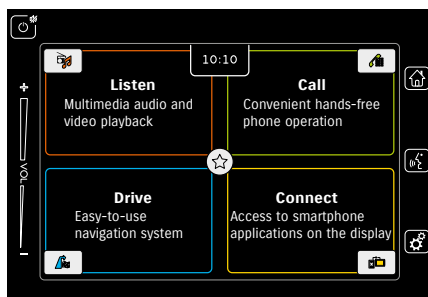 10:10
Listen
Multimedia audio and
video playback
Call
Convenient hands-free
phone operation
+
VOL
−
Drive
Easy-to-use
navigation system
Connect
Access to smartphone
applications on the display